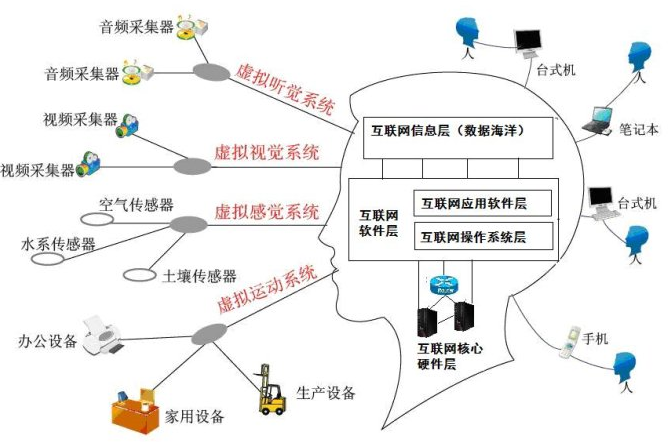 音频采集器
音频采集器
虚拟听觉系统
视频采集器
视频采集器
虚拟视觉系统
空气传感器
水系传感器
土壤传感器
虚拟感觉系统
虚拟运动系统
办公设备
家用设备
生产设备
互联网信息层（数据海洋）
互联网
软件层
互联网应用软件层
互联网操作系统层
互联网核心
硬件层
人
台式机
人
笔记本
台式机
人
手机
人